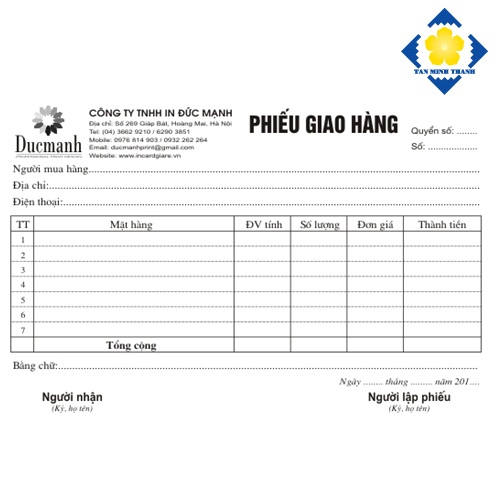 TAN MINH THANH
CÔNG TY TNHH IN ĐỨC MẠNH
Địa chỉ: Số 269 Giáp Bát, Hoàng Mai, Hà Nội
Tel: (04) 3662 9210 / 6290 3851
Mobile: 0976 814 903 / 0932 262 264
Email: ducmanhprint@gmail.com
Website: www.incardgiare.vn
Ducmanh
PHIẾU GIAO HÀNG
Quyển số: ........
Số: ...................
Người mua hàng
Địa chỉ:
Điện thoại:
TT Mặt hàng ĐV tính Số lượng Đơn giá Thành tiền
1
2
3
4
5
6
7
Tổng cộng
Bằng chữ:
Ngày ........ tháng ......... năm 201....
Người nhận Người lập phiếu
(Ký, họ tên) (Ký, họ tên)